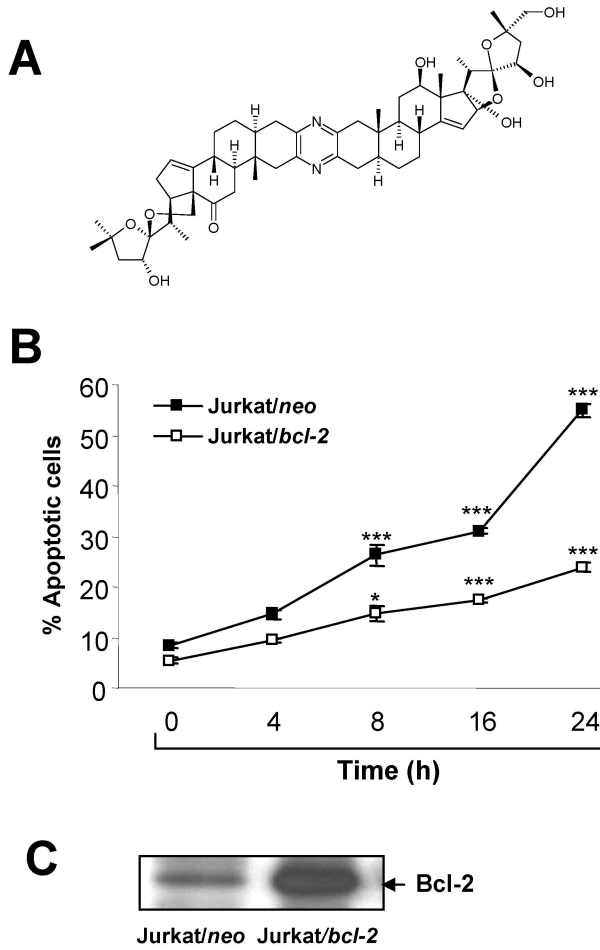 A
OH
O
OH
OH
O
OH
H
N
H
H
H
H
N
H
O
O
O
H
OH
B
60
50
40
30
20
10
0
% Apoptotic cells
Jurkat/neo
Jurkat/bcl-2
***
***
***
***
*
***
0 4 8 16 24
Time (h)
C
Bcl-2
Jurkat/neo Jurkat/bcl-2